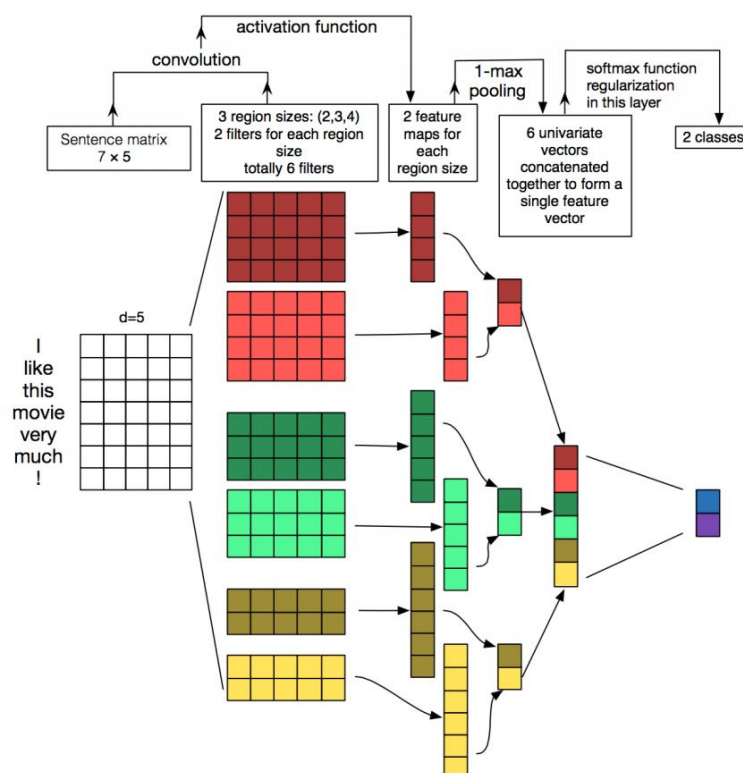 activation function
convolution
1-max
pooling
softmax function
regularization
in this layer
Sentence matrix
7 × 5
3 region sizes: (2,3,4)
2 filters for each region
size
totally 6 filters
2 feature
maps for
each
region size
6 univariate
vectors
concatenated
together to form a
single feature
vector
2 classes
d=5
I
like
this
movie
very
much
!